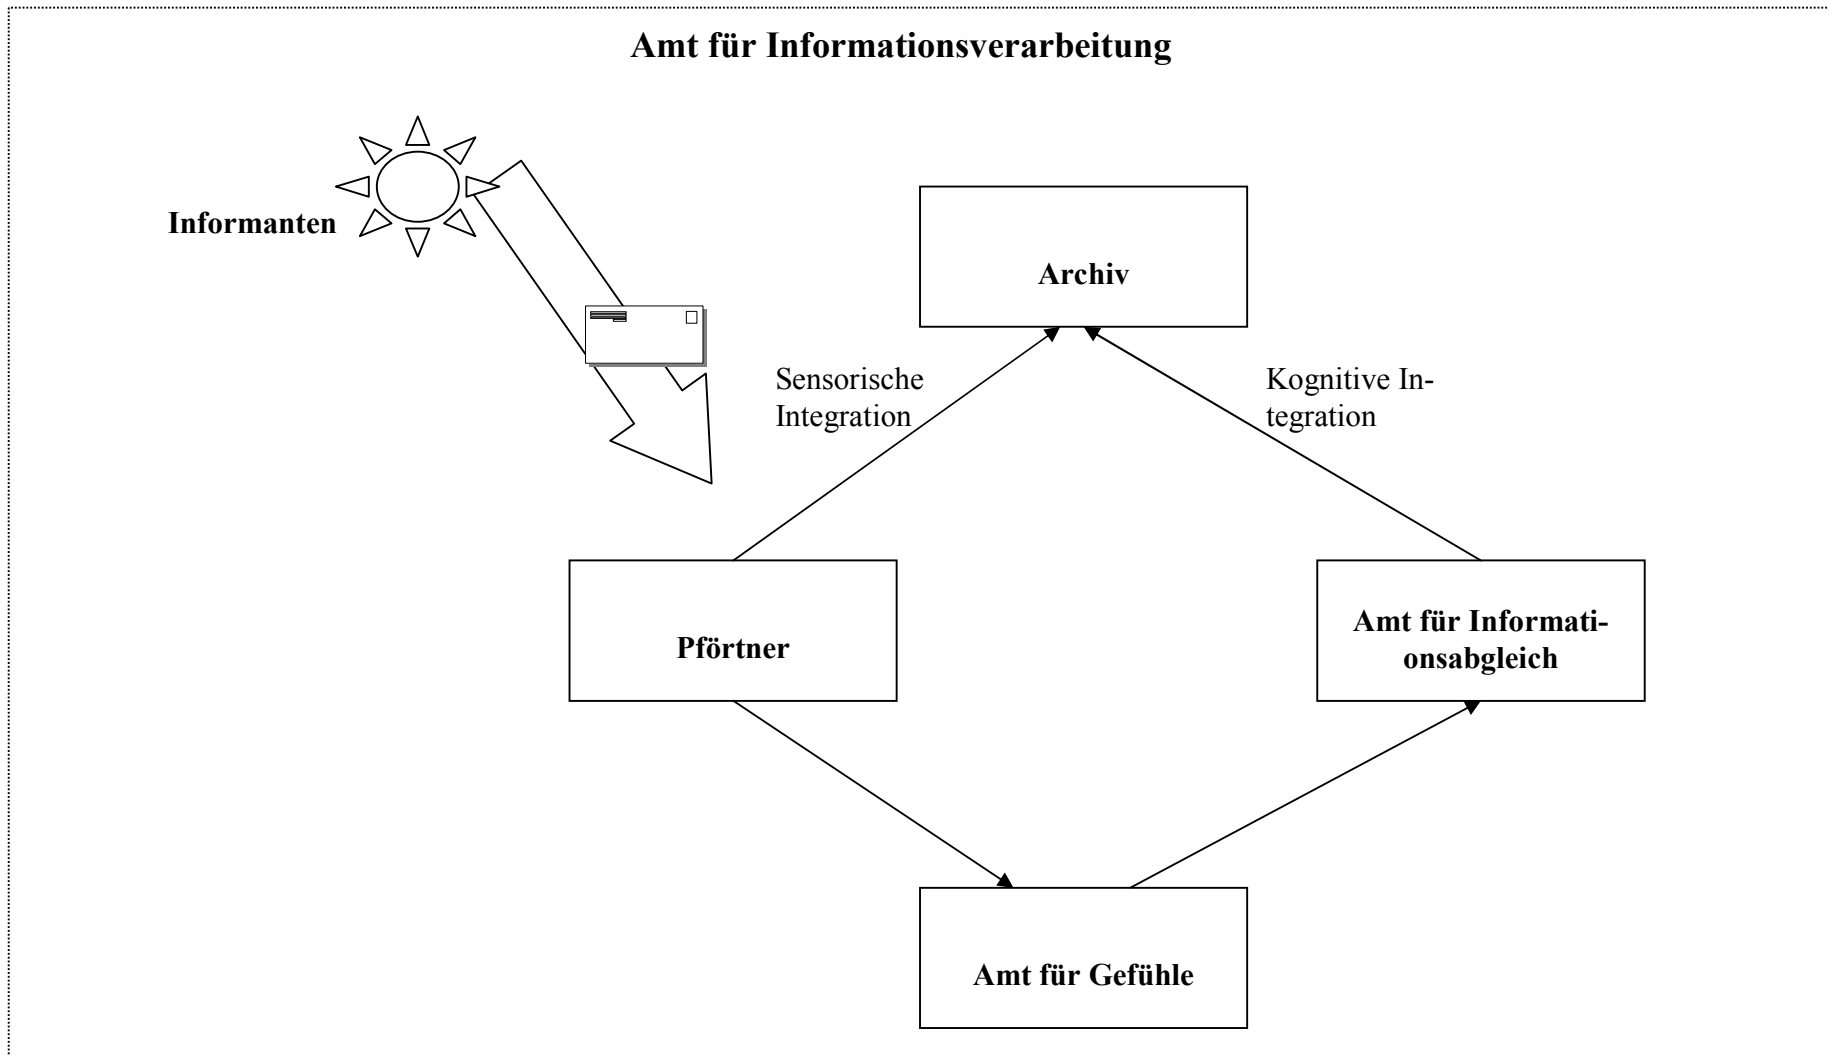 Amt für Informationsverarbeitung
Informanten
Archiv
Sensorische
Integration
Kognitive In-
tegration
Pförtner
Amt für Informati-
onsabgleich
Amt für Gefühle